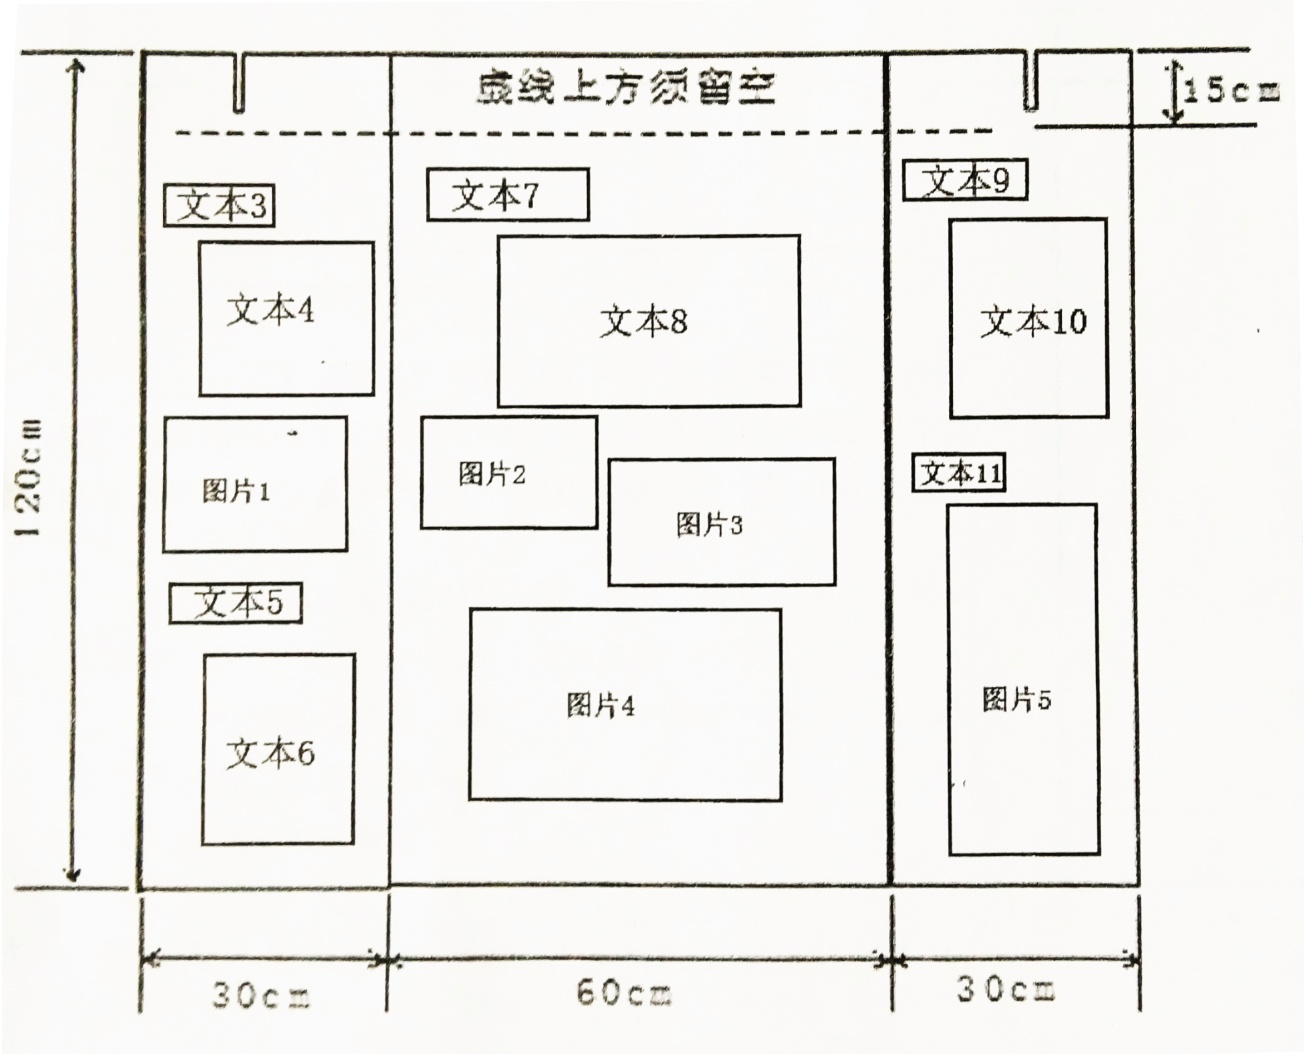 虚线上方须留空
15cm
文本3
文本7
文本9
文本4
文本8
文本10
图片1
图片2
图片3
文本11
文本5
文本6
图片4
图片5
120cm
30cm
60cm
30cm